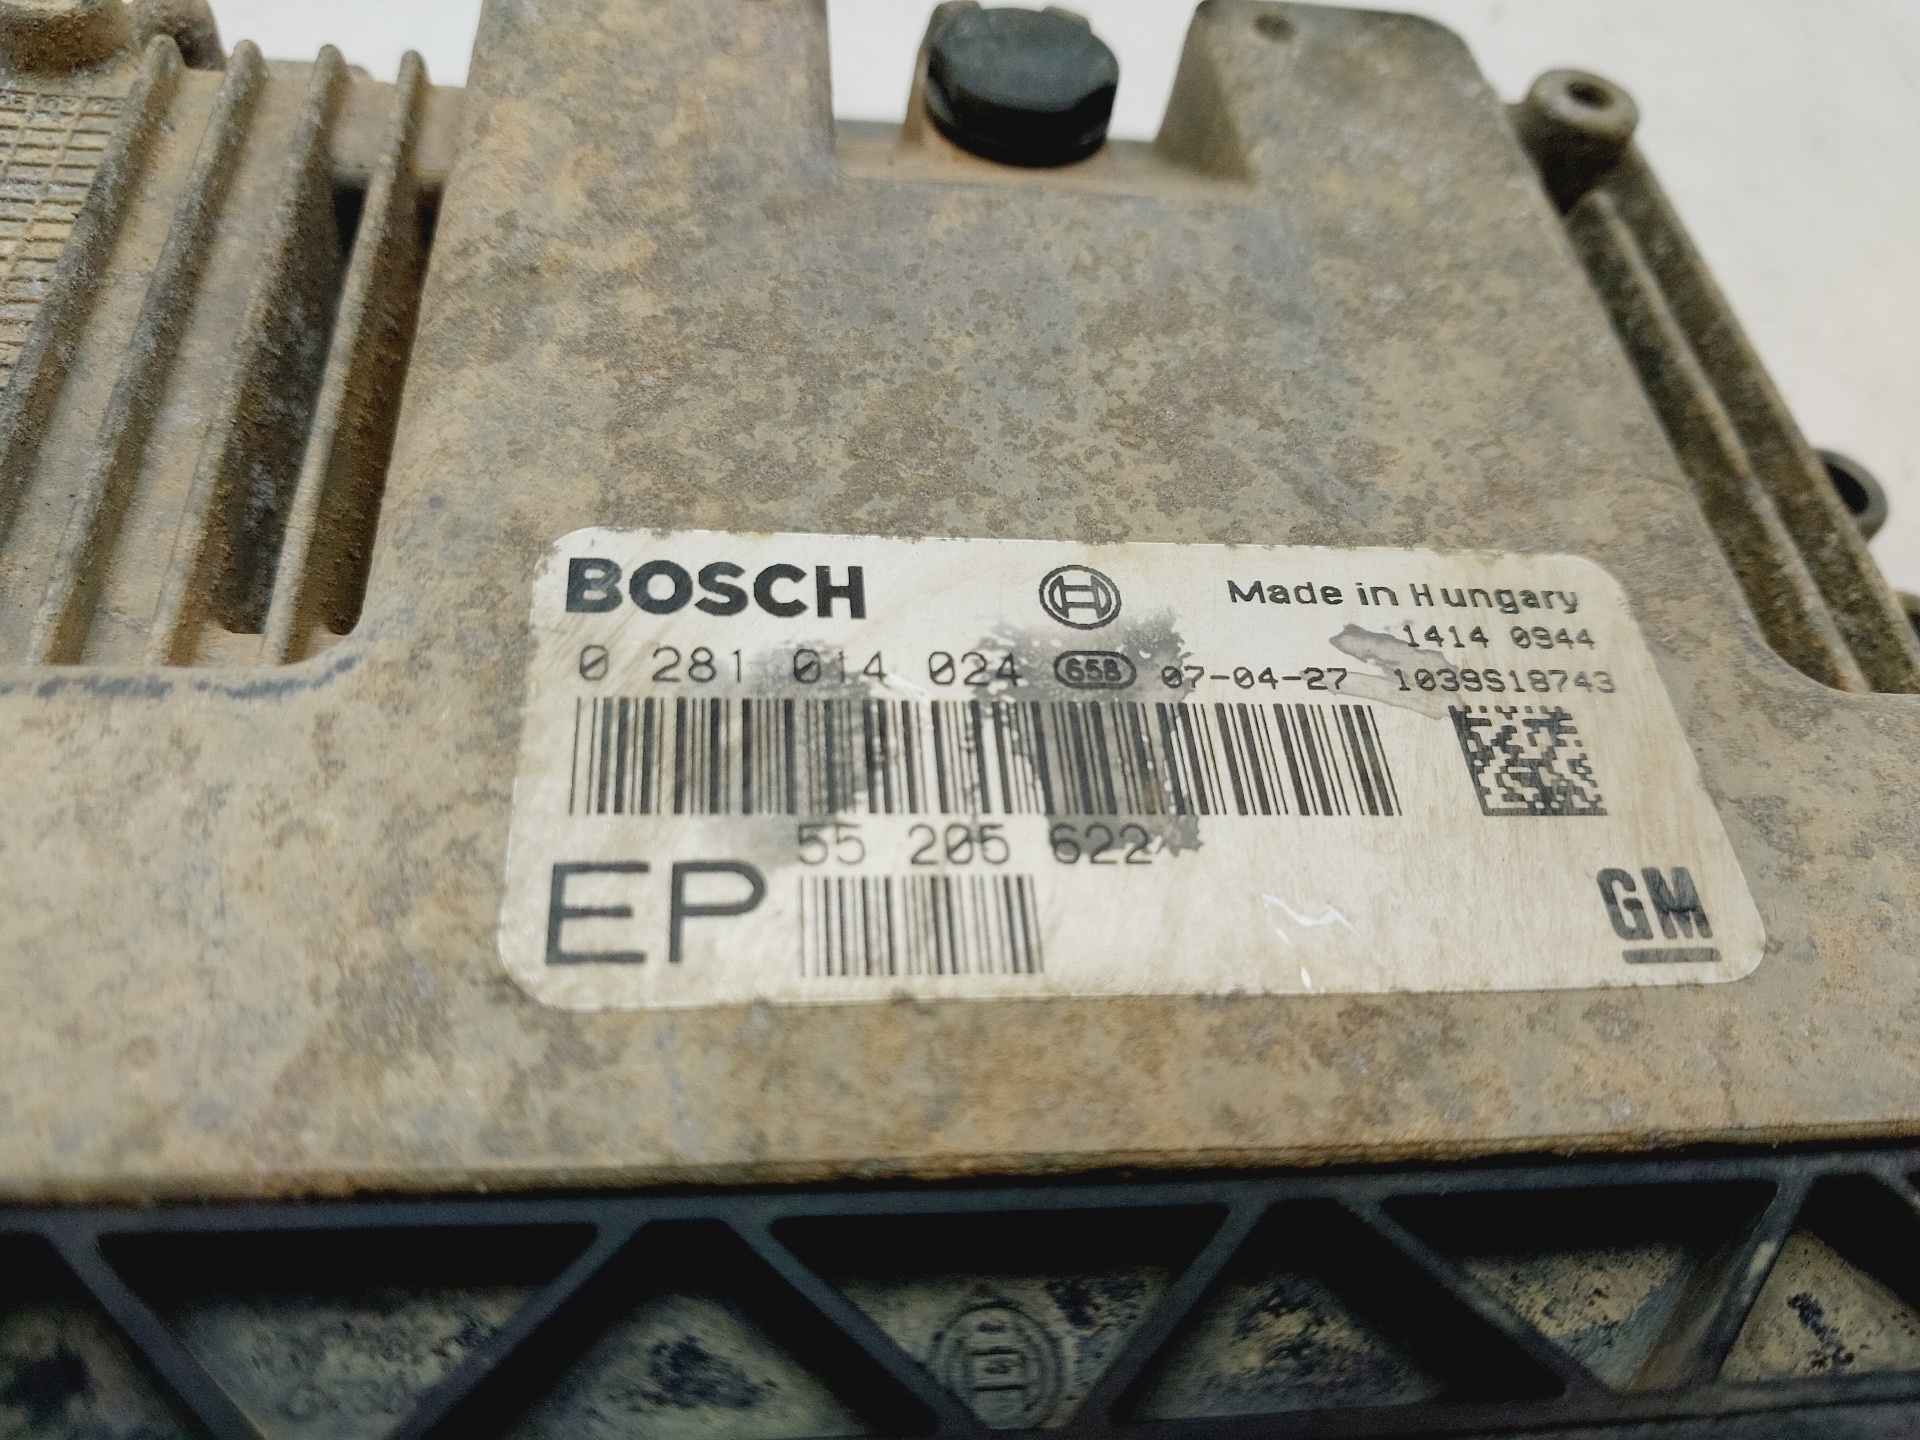 BOSCH
Made in Hungary
1414 0944
0 281 014 024 65B 07-04-27 1039S18743
55 205 622
EP
GM